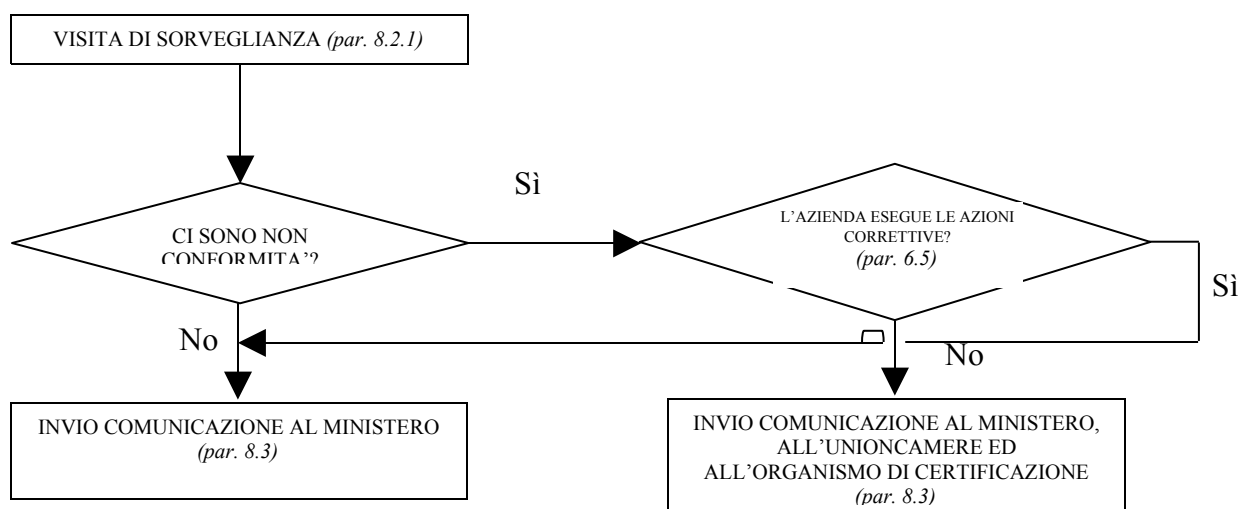 VISITA DI SORVEGLIANZA (par. 8.2.1)
Sì
CI SONO NON
CONFORMITA'?
L'AZIENDA ESEGUE LE AZIONI
CORRETTIVE?
(par. 6.5)
Sì
No
No
INVIO COMUNICAZIONE AL MINISTERO
(par. 8.3)
INVIO COMUNICAZIONE AL MINISTERO,
ALL'UNIONCAMERE ED
ALL'ORGANISMO DI CERTIFICAZIONE
(par. 8.3)